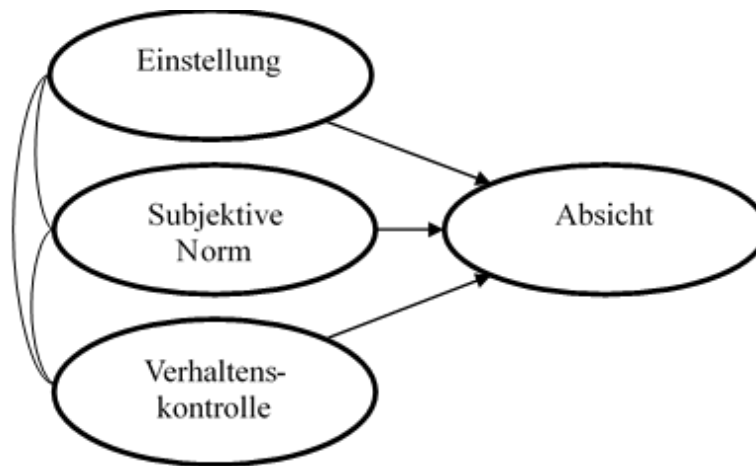 Einstellung
Subjektive
Norm
Absicht
Verhaltens-
kontrolle